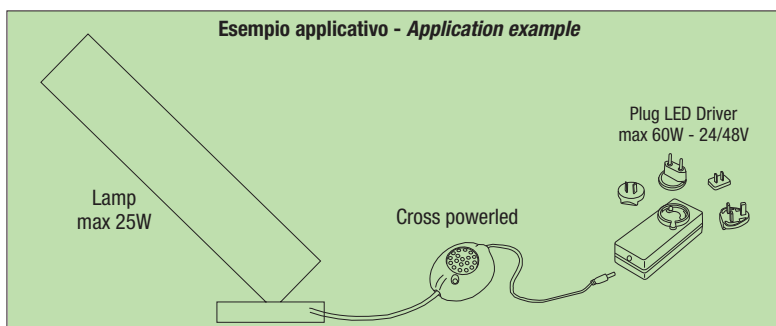 Esempio applicativo - Application example
Plug LED Driver
max 60W - 24/48V
Lamp
max 25W
Cross powerled